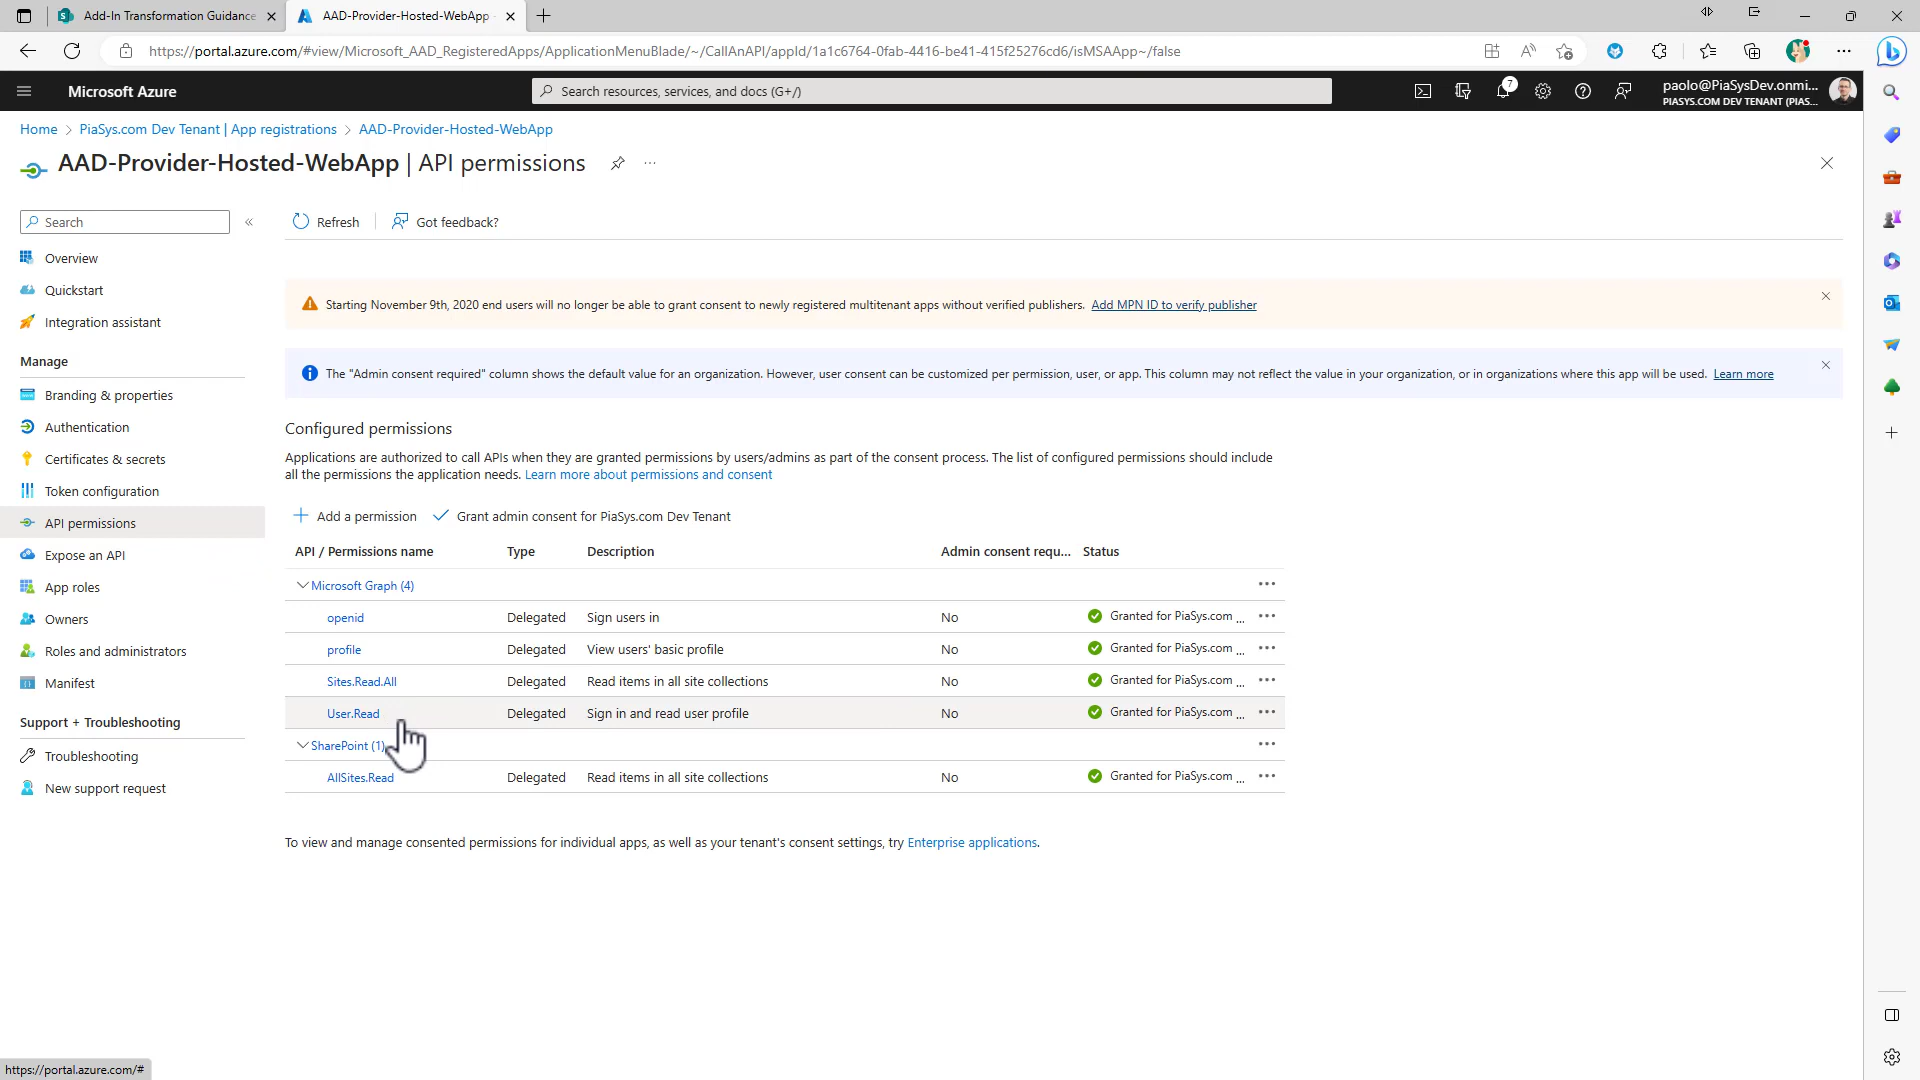 Add-In Transformation Guidance
AAD-Provider-Hosted-WebApp -
https://portal.azure.com/#view/Microsoft_AAD_RegisteredApps/ApplicationMenuBlade/~/CallAnAPI/appId/1a1c6764-0fab-4416-be41-415f25276cd6/isMSAApp~/false
Microsoft Azure
Search resources, services, and docs (G+/)
7
paolo@PiaSysDev.onmi...
PIASYS.COM DEV TENANT (PIAS...
Home > PiaSys.com Dev Tenant | App registrations > AAD-Provider-Hosted-WebApp
AAD-Provider-Hosted-WebApp | API permissions
Search
Refresh
Got feedback?
Overview
Quickstart
Integration assistant
Manage
Branding & properties
Authentication
Certificates & secrets
Token configuration
API permissions
Expose an API
App roles
Owners
Roles and administrators
Manifest
Support + Troubleshooting
Troubleshooting
New support request
Starting November 9th, 2020 end users will no longer be able to grant consent to newly registered multitenant apps without verified publishers. Add MPN ID to verify publisher
The "Admin consent required" column shows the default value for an organization. However, user consent can be customized per permission, user, or app. This column may not reflect the value in your organization, or in organizations where this app will be used. Learn more
Configured permissions
Applications are authorized to call APIs when they are granted permissions by users/admins as part of the consent process. The list of configured permissions should include
all the permissions the application needs. Learn more about permissions and consent
Add a permission
Grant admin consent for PiaSys.com Dev Tenant
API / Permissions name Type Description Admin consent requ... Status
Microsoft Graph (4)
openid Delegated Sign users in No Granted for PiaSys.com ...
profile Delegated View users' basic profile No Granted for PiaSys.com ...
Sites.Read.All Delegated Read items in all site collections No Granted for PiaSys.com ...
User.Read Delegated Sign in and read user profile No Granted for PiaSys.com ...
SharePoint (1)
AllSites.Read Delegated Read items in all site collections No Granted for PiaSys.com ...
To view and manage consented permissions for individual apps, as well as your tenant's consent settings, try Enterprise applications.
https://portal.azure.com/#